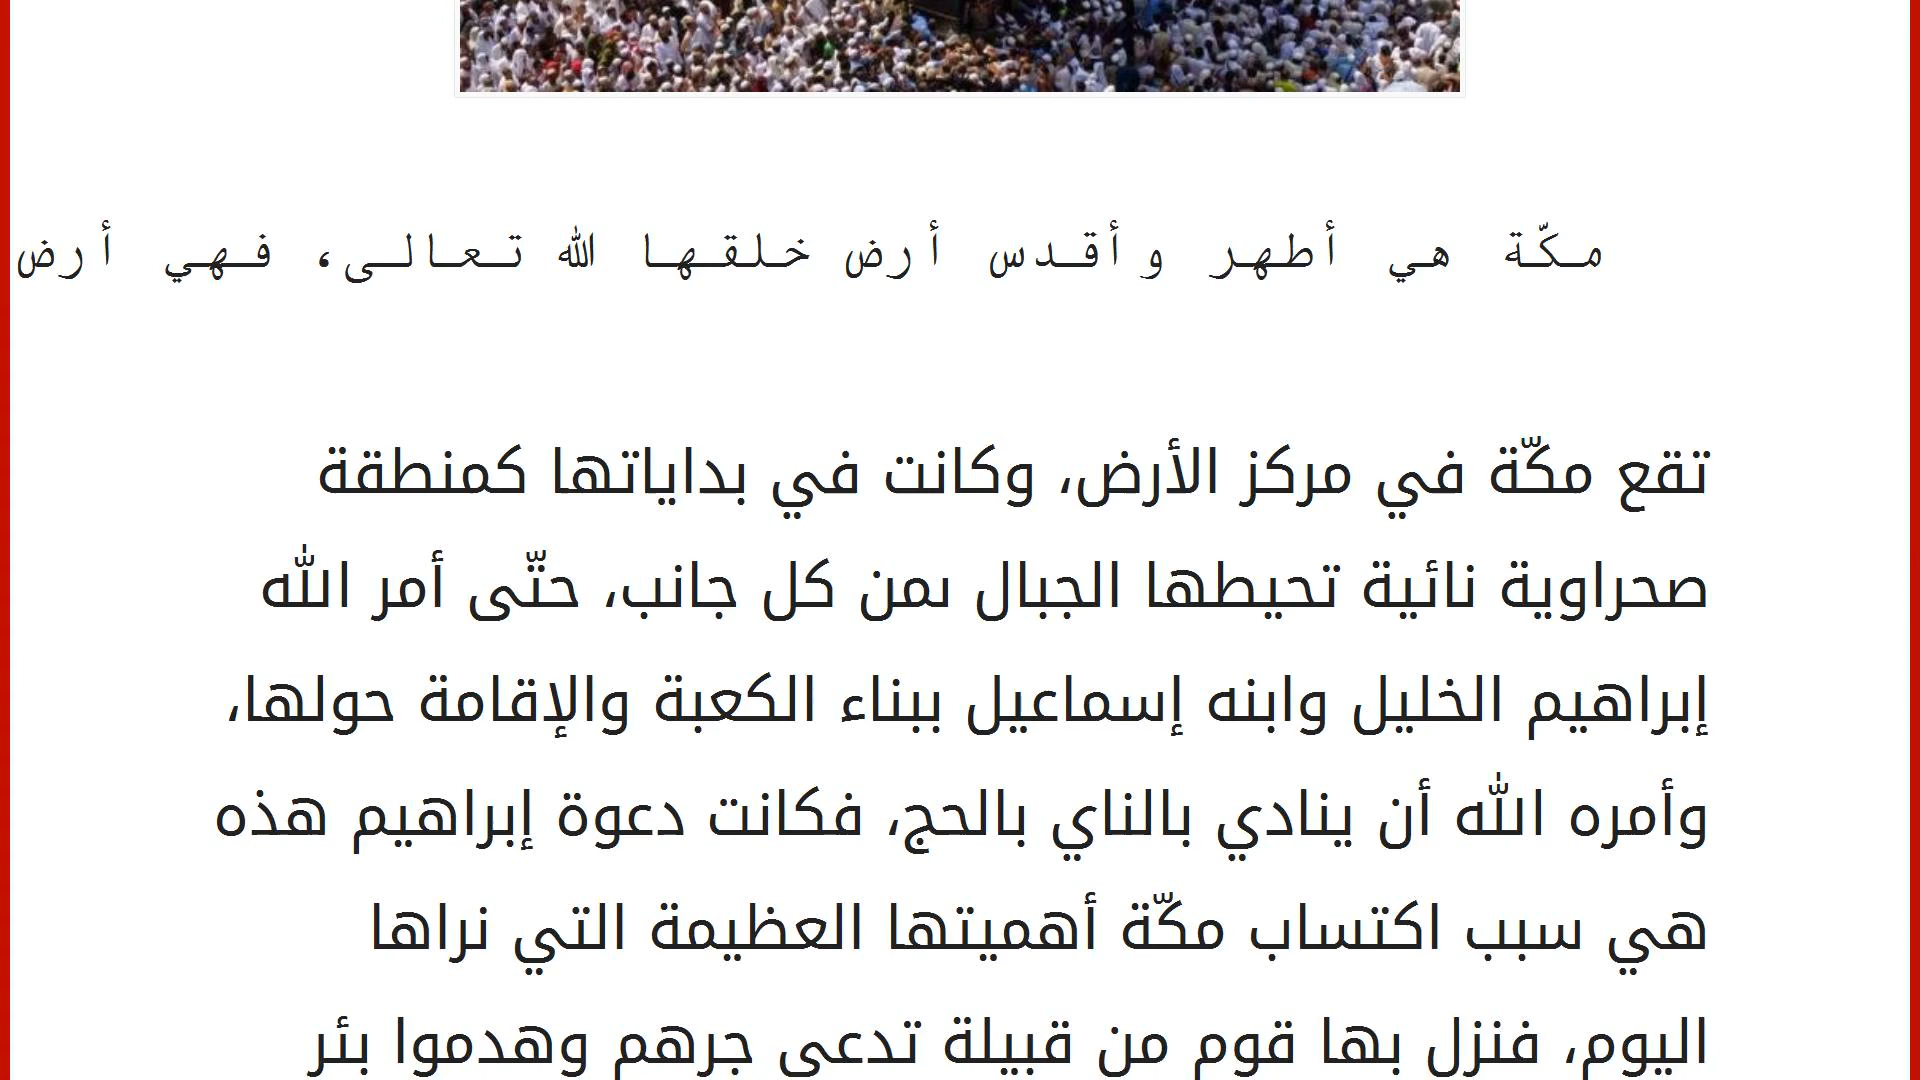 مكّة هي أطهر وأقدس أرض خلقها الله تعالى، فهي أرض
تقع مكّة في مركز الأرض، وكانت في بداياتها كمنطقة
صحراوية نائية تحيطها الجبال ىمن كل جانب، حتّى أمر الله
إبراهيم الخليل وابنه إسماعيل ببناء الكعبة والإقامة حولها،
وأمره الله أن ينادي بالناي بالحج، فكانت دعوة إبراهيم هذه
هي سبب اكتساب مكّة أهميتها العظيمة التي نراها
اليوم، فنزل بها قوم من قبيلة تدعى جرهم وهدموا بئر